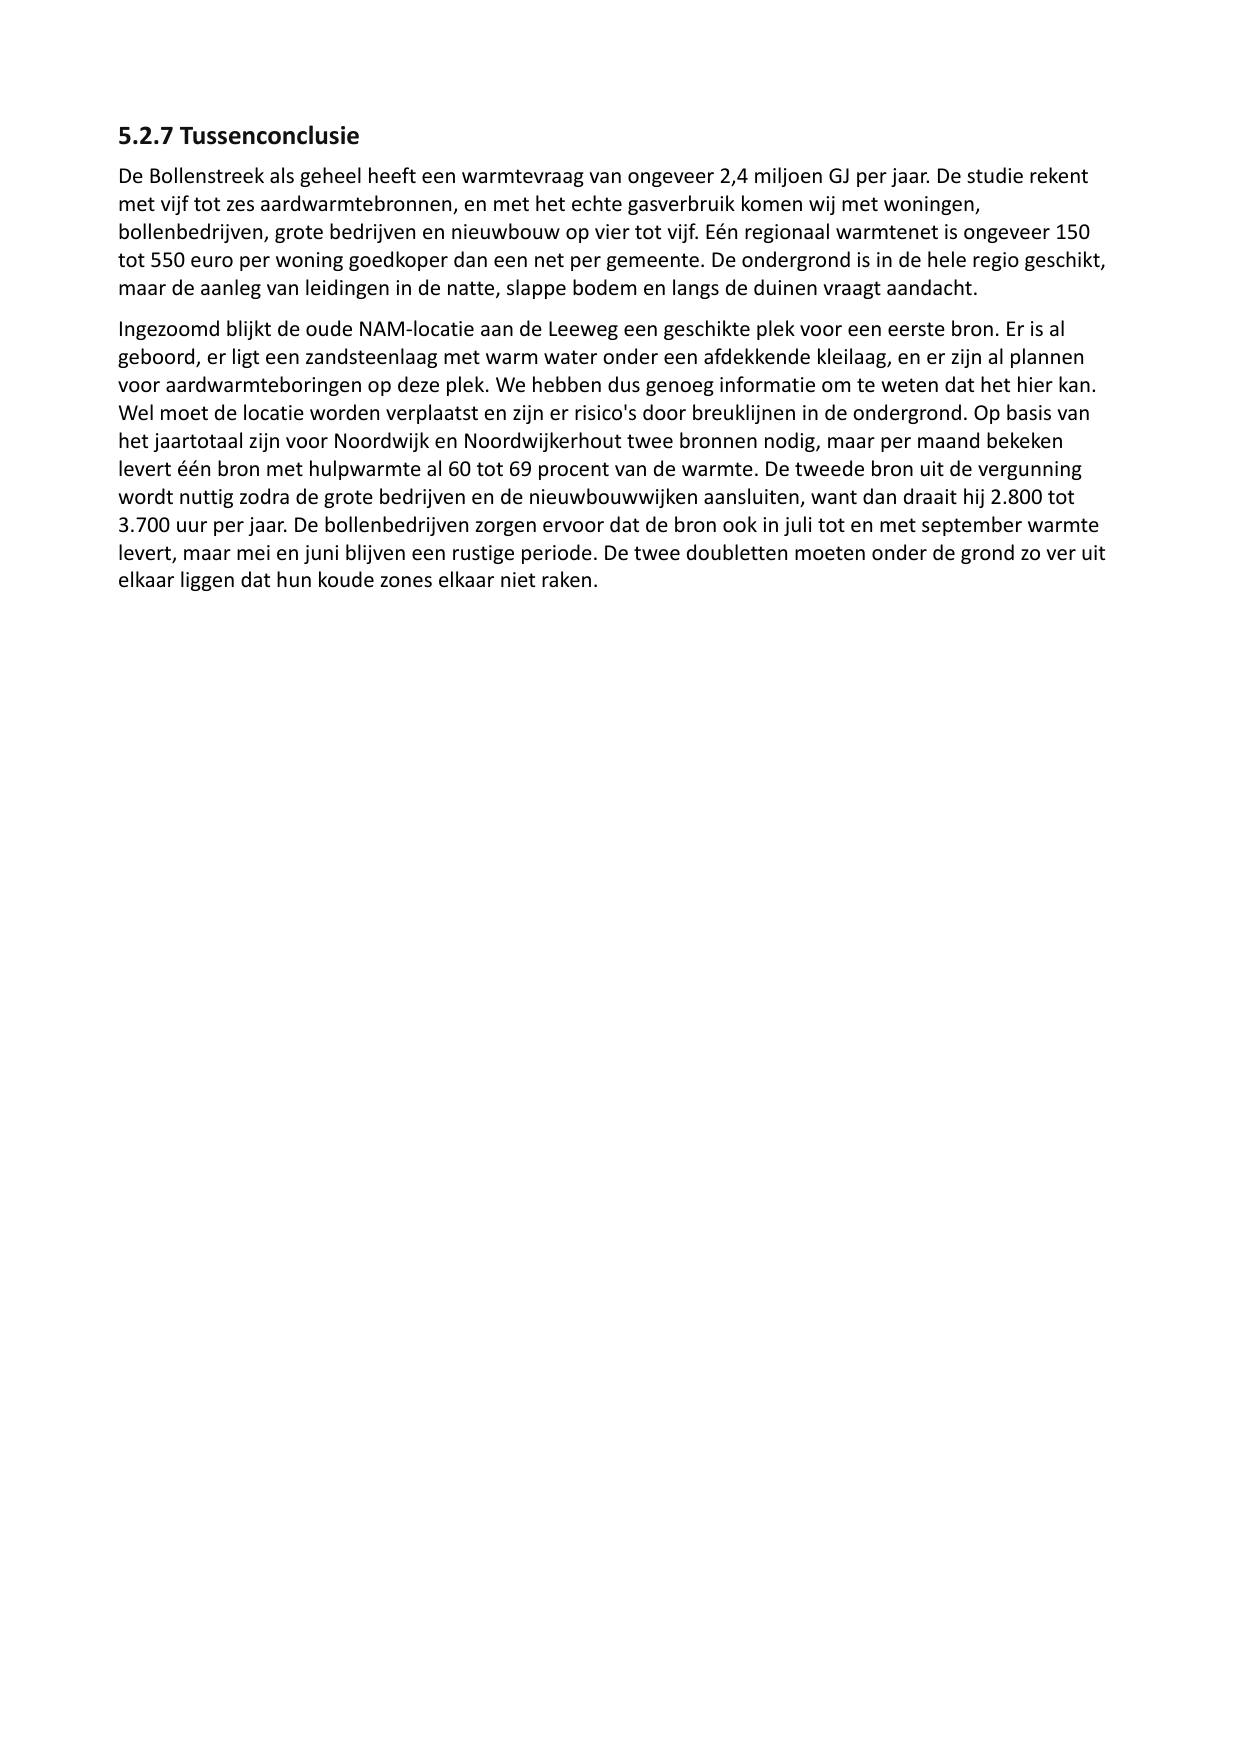 5.2.7 Tussenconclusie
De Bollenstreek als geheel heeft een warmtevraag van ongeveer 2,4 miljoen GJ per jaar. De studie rekent
met vijf tot zes aardwarmtebronnen, en met het echte gasverbruik komen wij met woningen,
bollenbedrijven, grote bedrijven en nieuwbouw op vier tot vijf. Eén regionaal warmtenet is ongeveer 150
tot 550 euro per woning goedkoper dan een net per gemeente. De ondergrond is in de hele regio geschikt,
maar de aanleg van leidingen in de natte, slappe bodem en langs de duinen vraagt aandacht.
Ingezoomd blijkt de oude NAM-locatie aan de Leeweg een geschikte plek voor een eerste bron. Er is al
geboord, er ligt een zandsteenlaag met warm water onder een afdekkende kleilaag, en er zijn al plannen
voor aardwarmteboringen op deze plek. We hebben dus genoeg informatie om te weten dat het hier kan.
Wel moet de locatie worden verplaatst en zijn er risico's door breuklijnen in de ondergrond. Op basis van
het jaartotaal zijn voor Noordwijk en Noordwijkerhout twee bronnen nodig, maar per maand bekeken
levert één bron met hulpwarmte al 60 tot 69 procent van de warmte. De tweede bron uit de vergunning
wordt nuttig zodra de grote bedrijven en de nieuwbouwwijken aansluiten, want dan draait hij 2.800 tot
3.700 uur per jaar. De bollenbedrijven zorgen ervoor dat de bron ook in juli tot en met september warmte
levert, maar mei en juni blijven een rustige periode. De twee doubletten moeten onder de grond zo ver uit
elkaar liggen dat hun koude zones elkaar niet raken.